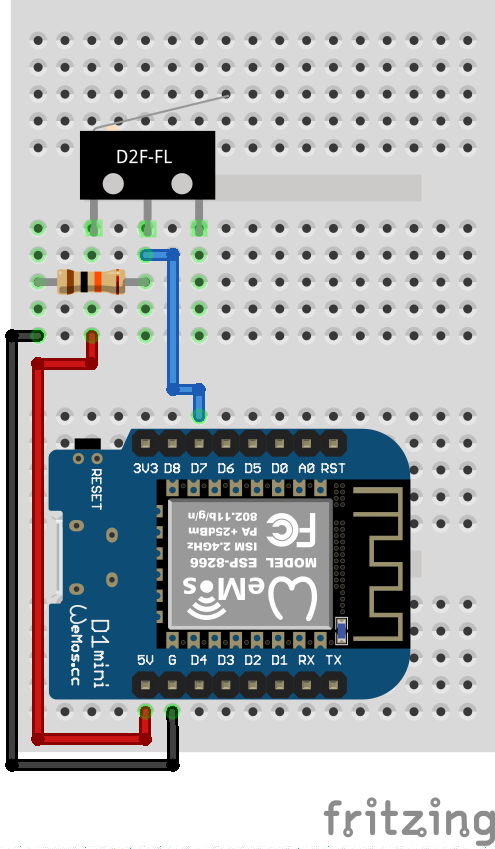 D2F-FL
3V3 D8 D7 D6 D5 D0 A0 RST
RESET
802.11b/g/n
PA +25dBm
ISM 2.4GHz
FC
ESP-8266
MODEL
WeMos
D1 mini
WeMos.cc
5V G D4 D3 D2 D1 RX TX
fritzing